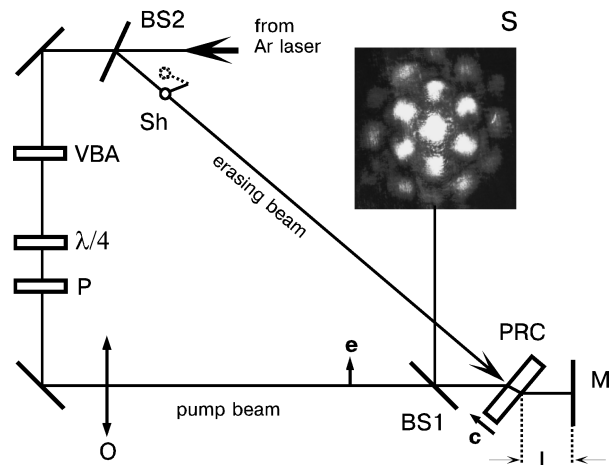 BS2
S
from
Ar laser
Sh
VBA
erasing beam
λ/4
P
PRC
e
M
pump beam
BS1
c
O
L